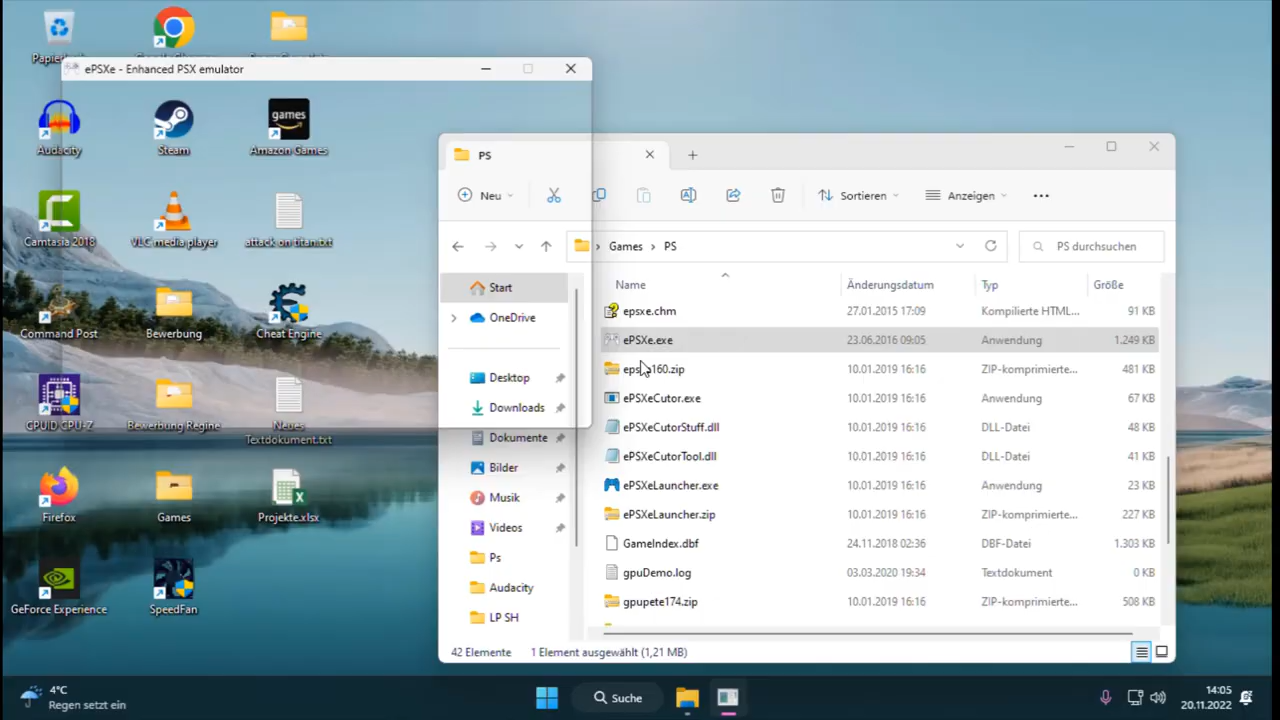 Papier
ePSXe - Enhanced PSX emulator
games
Audacity
Steam
Amazon Games
Camtasia 2018
VLC media player
attack on titan.txt
Command Post
Bewerbung
Cheat Engine
CPUID CPU-Z
Bewerbung Regine
Neues
Textdokument.txt
Firefox
Games
Projekte.xlsx
GeForce Experience
SpeedFan
PS
Neu
Sortieren
Anzeigen
Games
PS
PS durchsuchen
Start
OneDrive
Desktop
Downloads
Dokumente
Bilder
Musik
Videos
Ps
Audacity
LP SH
Name Änderungsdatum Typ Größe
epsxe.chm 27.01.2015 17:09 Kompilierte HTML... 91 KB
ePSXe.exe 23.06.2016 09:05 Anwendung 1.249 KB
160.zip 10.01.2019 16:16 ZIP-komprimierte... 481 KB
ePSXeCutor.exe 10.01.2019 16:16 Anwendung 67 KB
ePSXeCutorStuff.dll 10.01.2019 16:16 DLL-Datei 48 KB
ePSXeCutorTool.dll 10.01.2019 16:16 DLL-Datei 41 KB
ePSXeLauncher.exe 10.01.2019 16:16 Anwendung 23 KB
ePSXeLauncher.zip 10.01.2019 16:16 ZIP-komprimierte... 227 KB
GameIndex.dbf 24.11.2018 02:36 DBF-Datei 1.303 KB
gpuDemo.log 03.03.2020 19:34 Textdokument 0 KB
gpupete174.zip 10.01.2019 16:16 ZIP-komprimierte... 508 KB
42 Elemente 1 Element ausgewählt (1,21 MB)
4°C
Regen setzt ein
Suche
14:05
20.11.2022